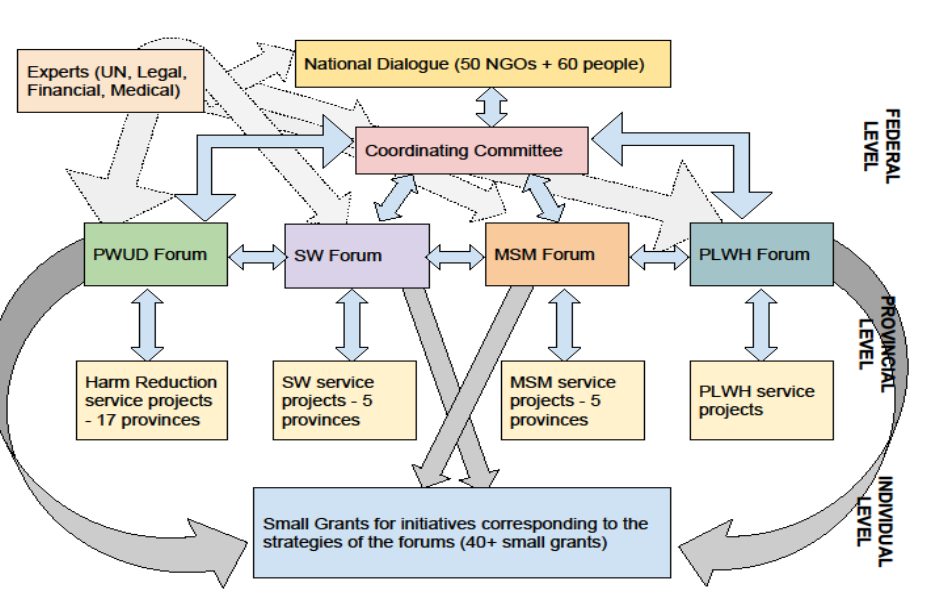 Experts (UN, Legal,
Financial, Medical)
National Dialogue (50 NGOs + 60 people)
Coordinating Committee
FEDERAL
LEVEL
PWUD Forum
SW Forum
MSM Forum
PLWH Forum
PROVINCIAL
LEVEL
Harm Reduction
service projects
- 17 provinces
SW service
projects - 5
provinces
MSM service
projects - 5
provinces
PLWH service
projects
INDIVIDUAL
LEVEL
Small Grants for initiatives corresponding to the
strategies of the forums (40+ small grants)